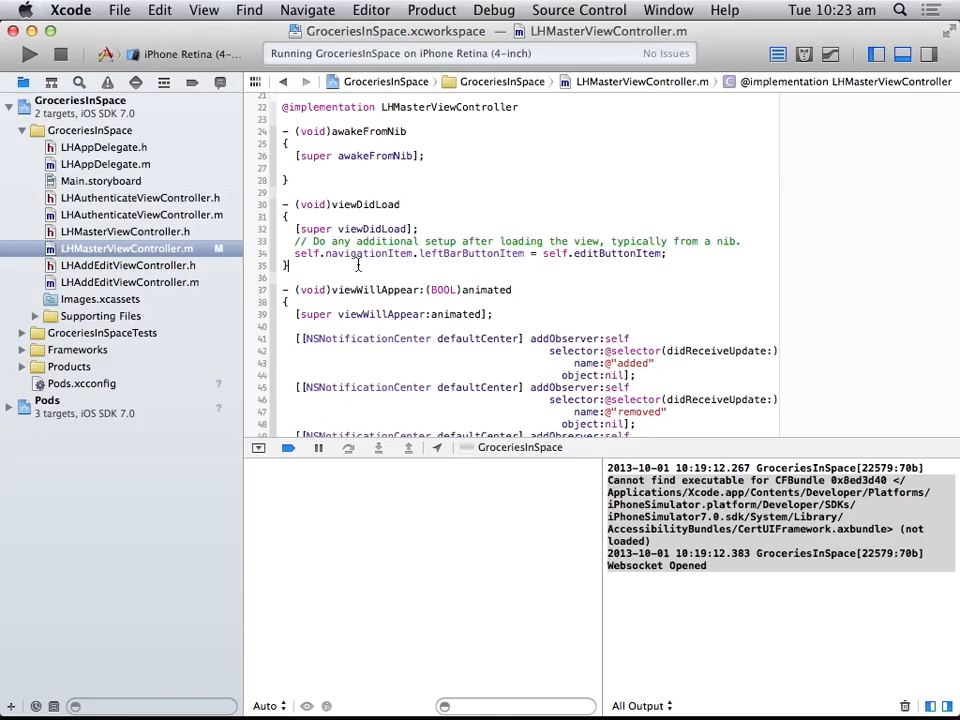 Xcode File Edit View Find Navigate Editor Product Debug Source Control Window Help Tue 10:23 am
GroceriesInSpace.xcworkspace — LHMasterViewController.m
iPhone Retina (4-... Running GroceriesInSpace on iPhone Retina (4-inch) No Issues
GroceriesInSpace GroceriesInSpace LHMasterViewController.m @implementation LHMasterViewController
GroceriesInSpace
2 targets, iOS SDK 7.0
GroceriesInSpace
LHAppDelegate.h
LHAppDelegate.m
Main.storyboard
LHAuthenticateViewController.h
LHAuthenticateViewController.m
LHMasterViewController.h
LHMasterViewController.m M
LHAddEditViewController.h
LHAddEditViewController.m
Images.xcassets
Supporting Files
GroceriesInSpaceTests
Frameworks
Products
Pods.xcconfig ?
Pods
3 targets, iOS SDK 7.0 ?
21
22 @implementation LHMasterViewController
23
24 - (void)awakeFromNib
25 {
26 [super awakeFromNib];
27
28 }
29
30 - (void)viewDidLoad
31 {
32 [super viewDidLoad];
33 // Do any additional setup after loading the view, typically from a nib.
34 self.navigationItem.leftBarButtonItem = self.editButtonItem;
35 }
36
37 - (void)viewWillAppear:(BOOL)animated
38 {
39 [super viewWillAppear:animated];
40
41 [[NSNotificationCenter defaultCenter] addObserver:self
42 selector:@selector(didReceiveUpdate:)
43 name:@"added"
44 object:nil];
45 [[NSNotificationCenter defaultCenter] addObserver:self
46 selector:@selector(didReceiveUpdate:)
47 name:@"removed"
48 object:nil];
49 [[NSNotificationCenter defaultCenter] addObserver:self
GroceriesInSpace
2013-10-01 10:19:12.267 GroceriesInSpace[22579:70b]
Cannot find executable for CFBundle 0x8ed3d40 </
Applications/Xcode.app/Contents/Developer/Platforms/
iPhoneSimulator.platform/Developer/SDKs/
iPhoneSimulator7.0.sdk/System/Library/
AccessibilityBundles/CertUIFramework.axbundle> (not
loaded)
2013-10-01 10:19:12.383 GroceriesInSpace[22579:70b]
Websocket Opened
Auto All Output